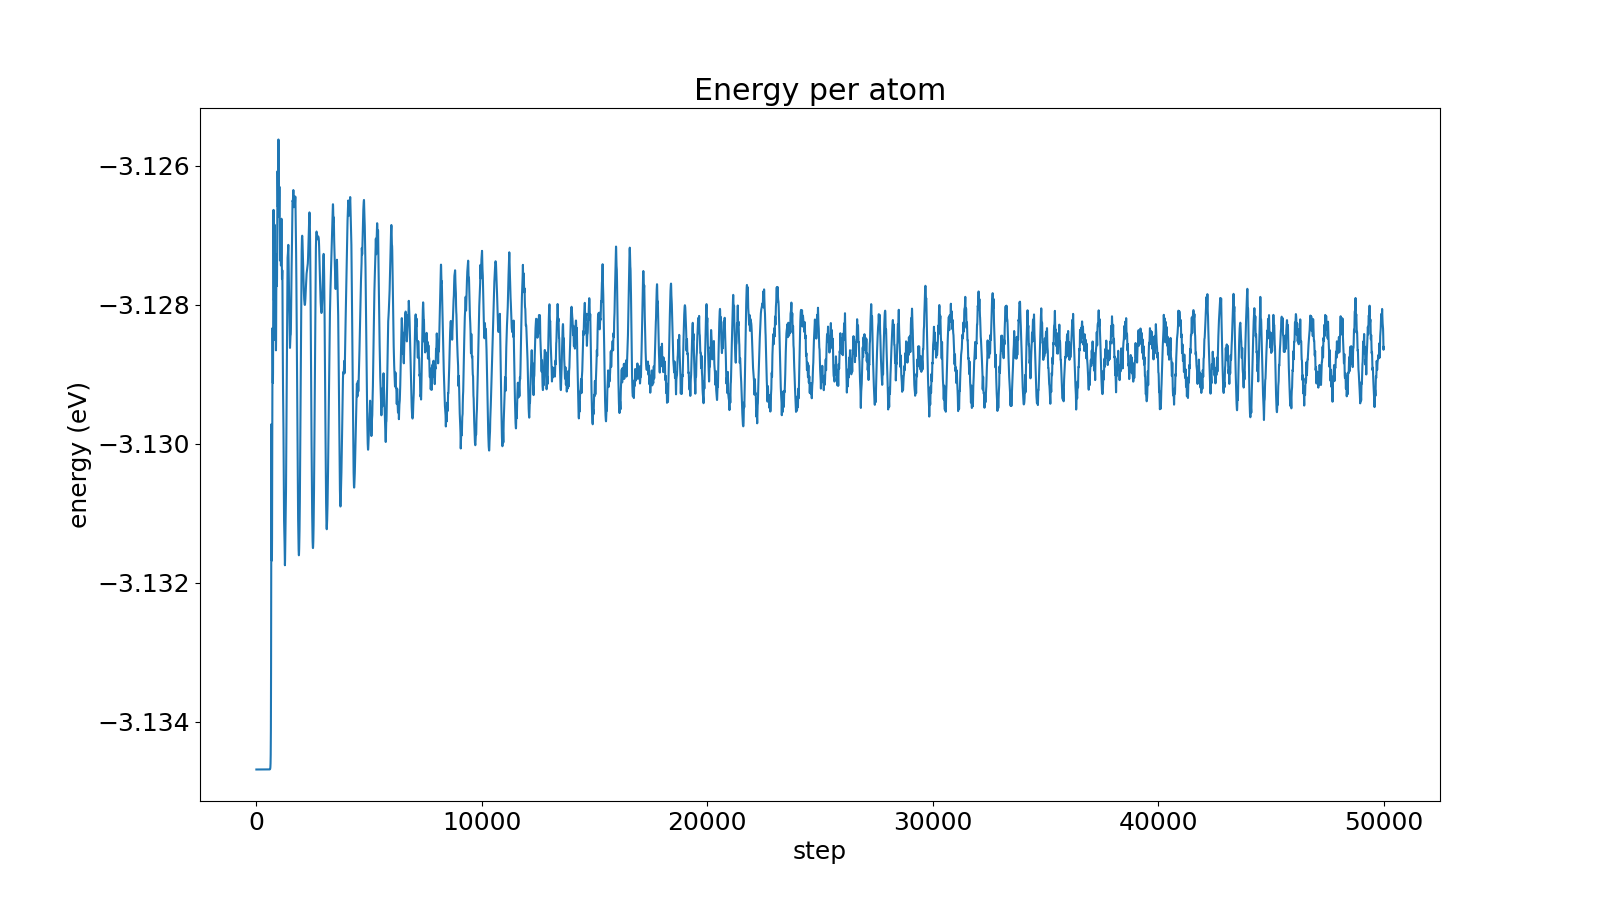 Energy per atom
energy (eV)
−3.126
−3.128
−3.130
−3.132
−3.134
0 10000 20000 30000 40000 50000
step